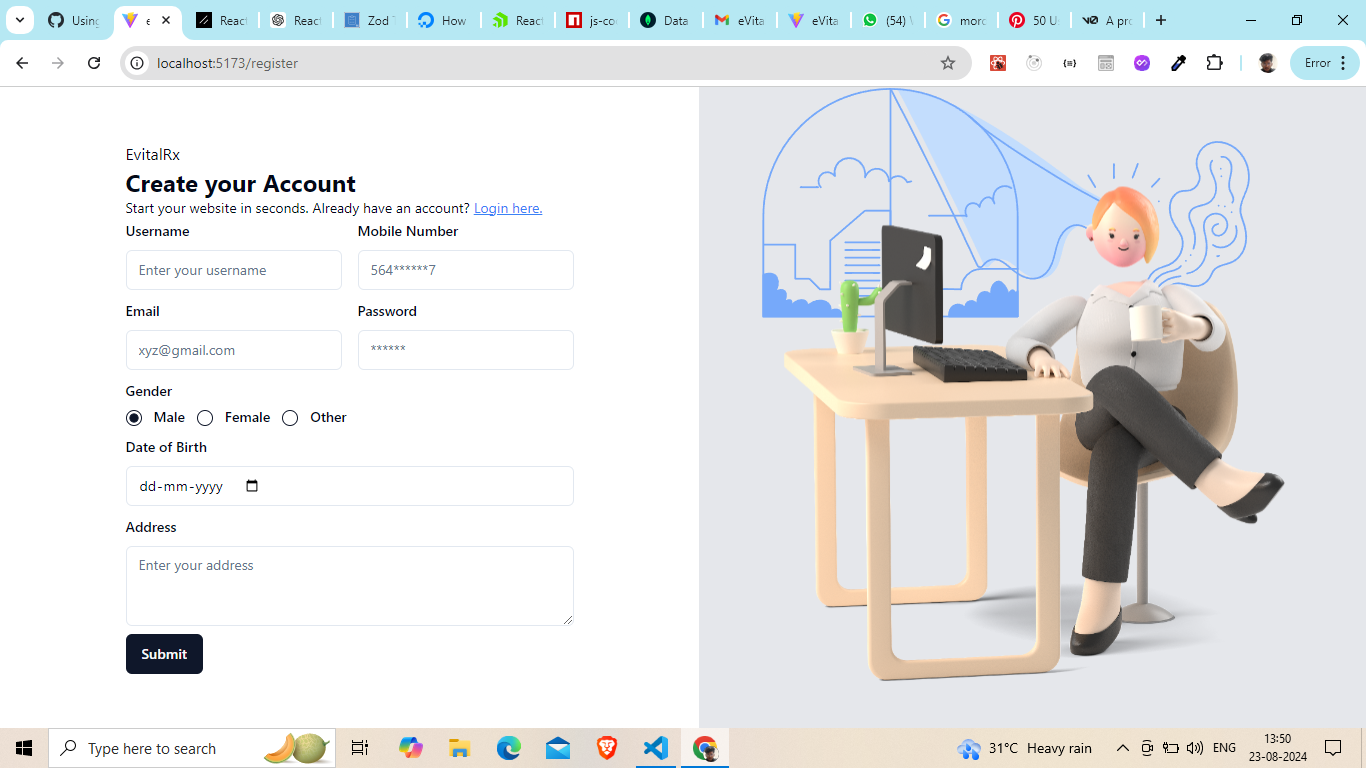 Using
e
React
React
Zod T
How
React
js-coo
Data
eVita
eVita
(54) W
morc
50 U
A pro
localhost:5173/register
Error
EvitalRx
Create your Account
Start your website in seconds. Already have an account? Login here.
Username Mobile Number
Enter your username 564******7
Email Password
xyz@gmail.com ******
Gender
Male Female Other
Date of Birth
dd-mm-yyyy
Address
Enter your address
Submit
Type here to search
31°C Heavy rain
ENG
13:50
23-08-2024